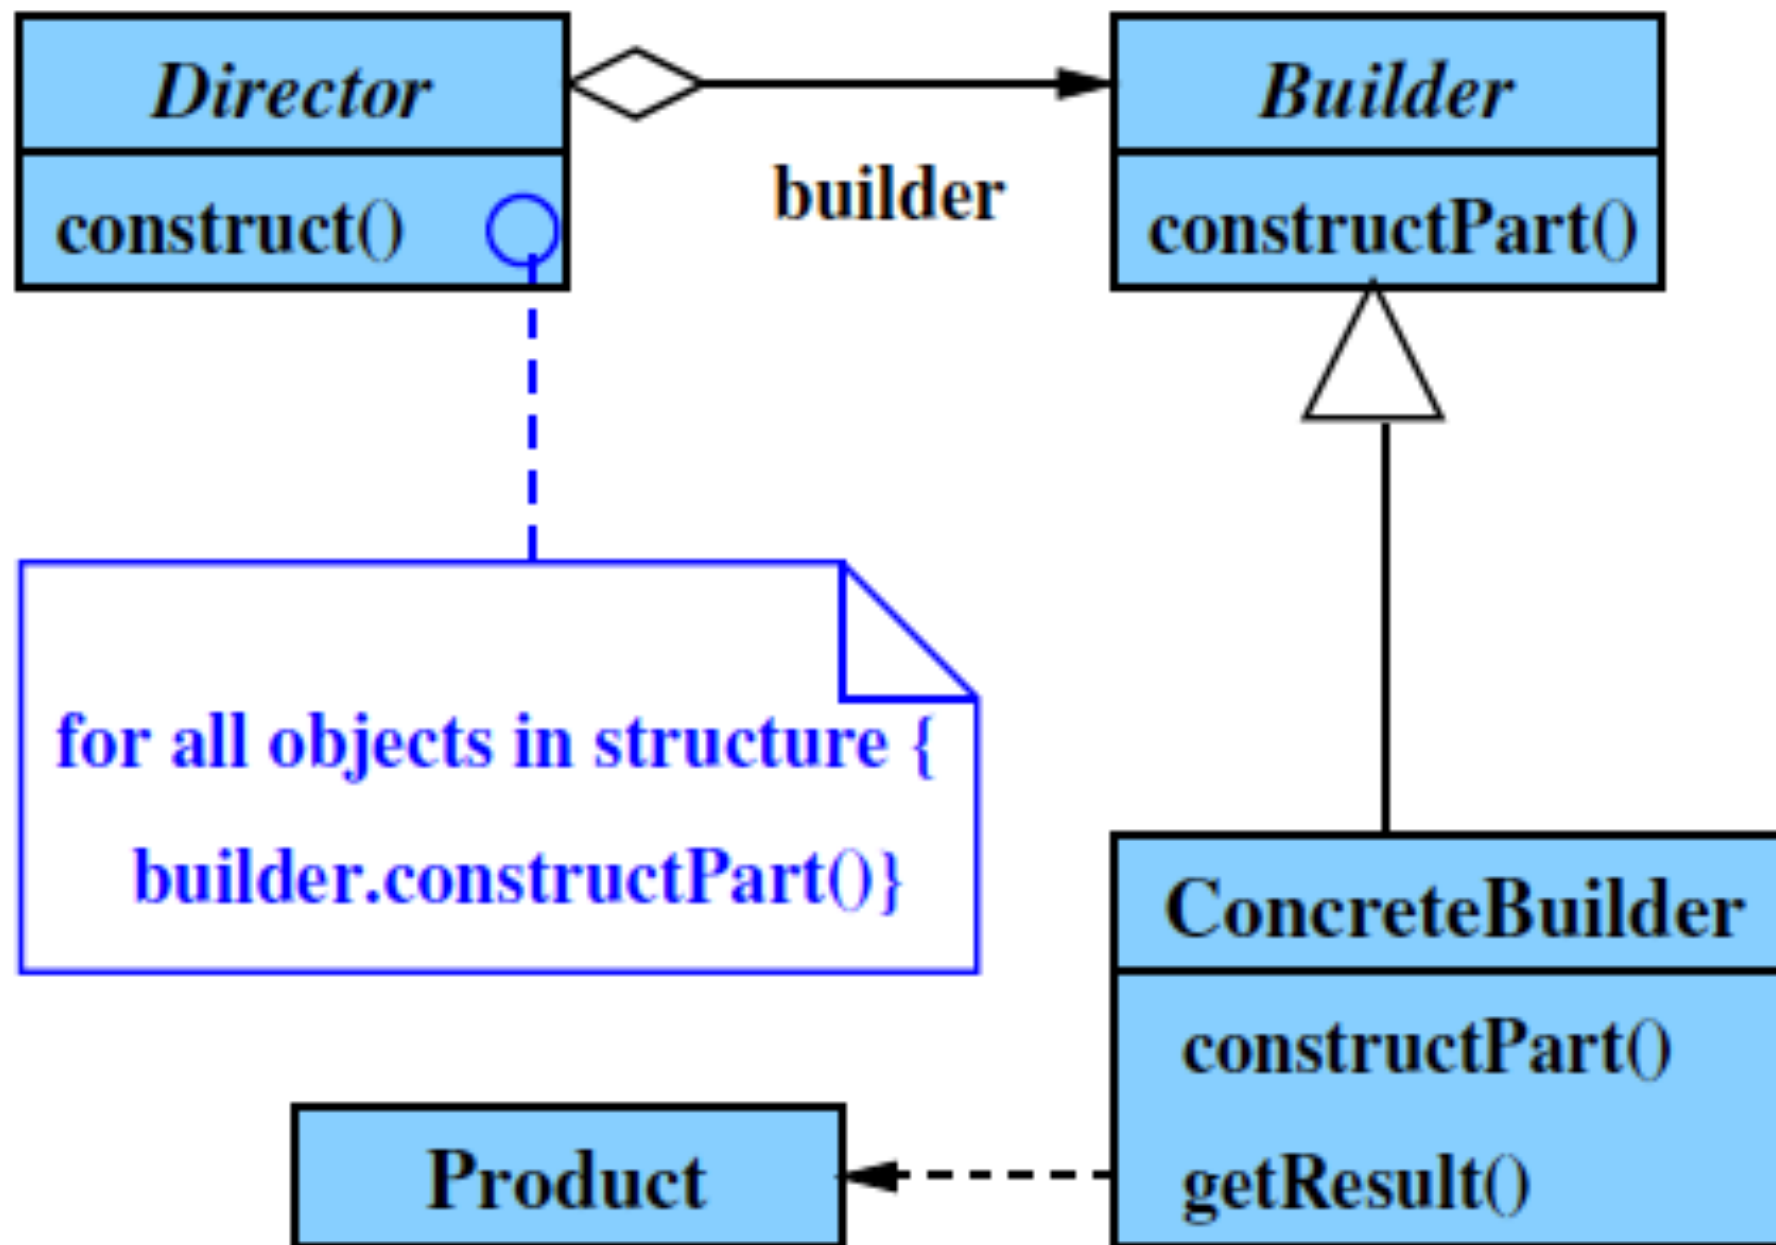 Director
Builder
construct()
builder
constructPart()
for all objects in structure {
builder.constructPart()}
ConcreteBuilder
constructPart()
getResult()
Product